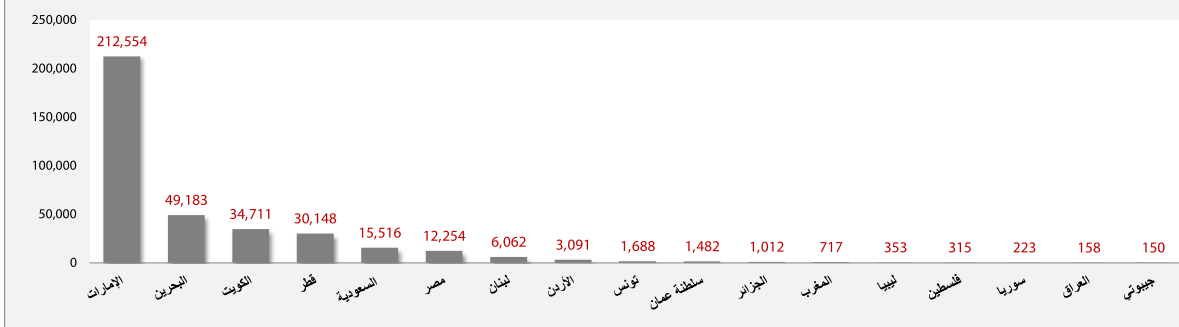 250,000
200,000
150,000
100,000
50,000
0
212,554
49,183
34,711
30,148
15,516
12,254
6,062
3,091
1,688
1,482
1,012
717
353
315
223
158
150
الإمارات
البحرين
الكويت
قطر
السعودية
مصر
لبنان
الأردن
تونس
سلطنة عمان
الجزائر
المغرب
ليبيا
فلسطين
سوريا
العراق
جيبوتي